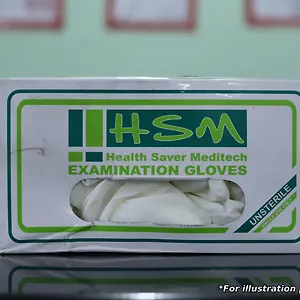 HSM
Health Saver Meditech
EXAMINATION GLOVES
UNSTERILE
*For illustration